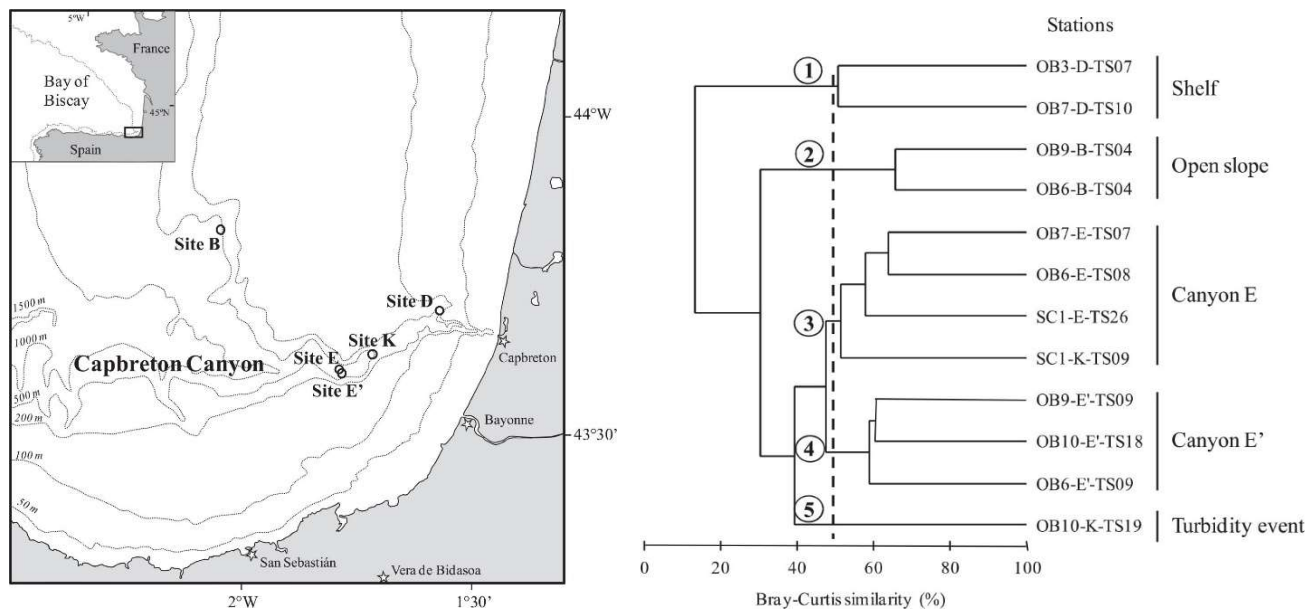 5°W
France
Bay of
Biscay
45°N
Spain
44°W
Site B
Site D
Site K
Site E
Site E’
Capbreton Canyon
Capbreton
1500 m
1000 m
500 m
200 m
100 m
50 m
Bayonne
43°30’
San Sebastián
Vera de Bidasoa
2°W
1°30’
Stations
1
OB3-D-TS07
OB7-D-TS10
Shelf
2
OB9-B-TS04
OB6-B-TS04
Open slope
3
OB7-E-TS07
OB6-E-TS08
SC1-E-TS26
SC1-K-TS09
Canyon E
4
OB9-E'-TS09
OB10-E'-TS18
OB6-E'-TS09
Canyon E’
5
OB10-K-TS19
Turbidity event
0 20 40 60 80 100
Bray-Curtis similarity (%)